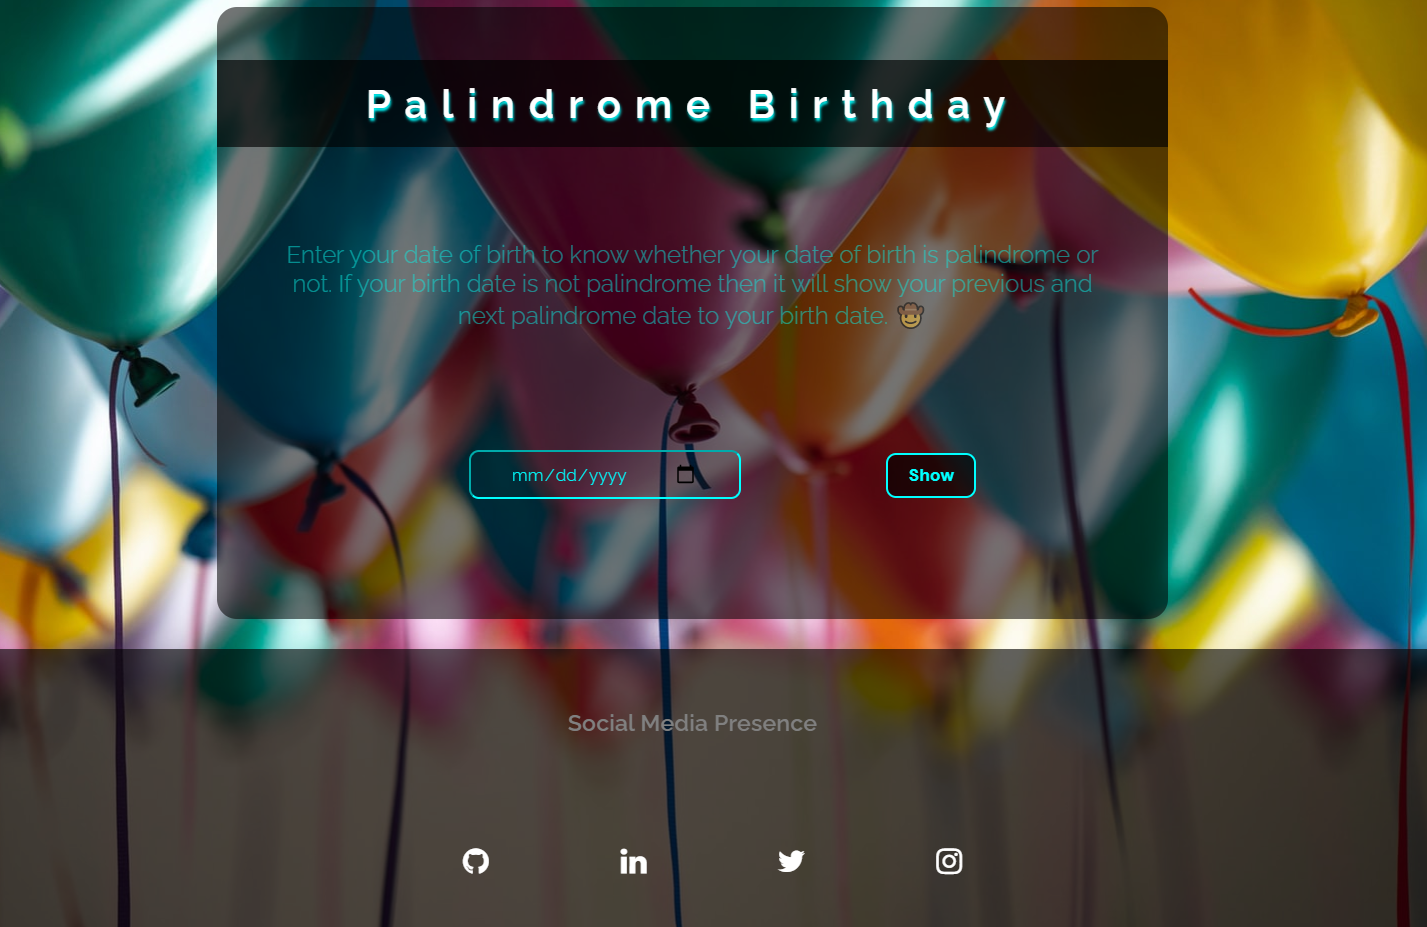 Palindrome Birthday
Enter your date of birth to know whether your date of birth is palindrome or
not. If your birth date is not palindrome then it will show your previous and
next palindrome date to your birth date. 🤠
mm/dd/yyyy
Show
Social Media Presence
in